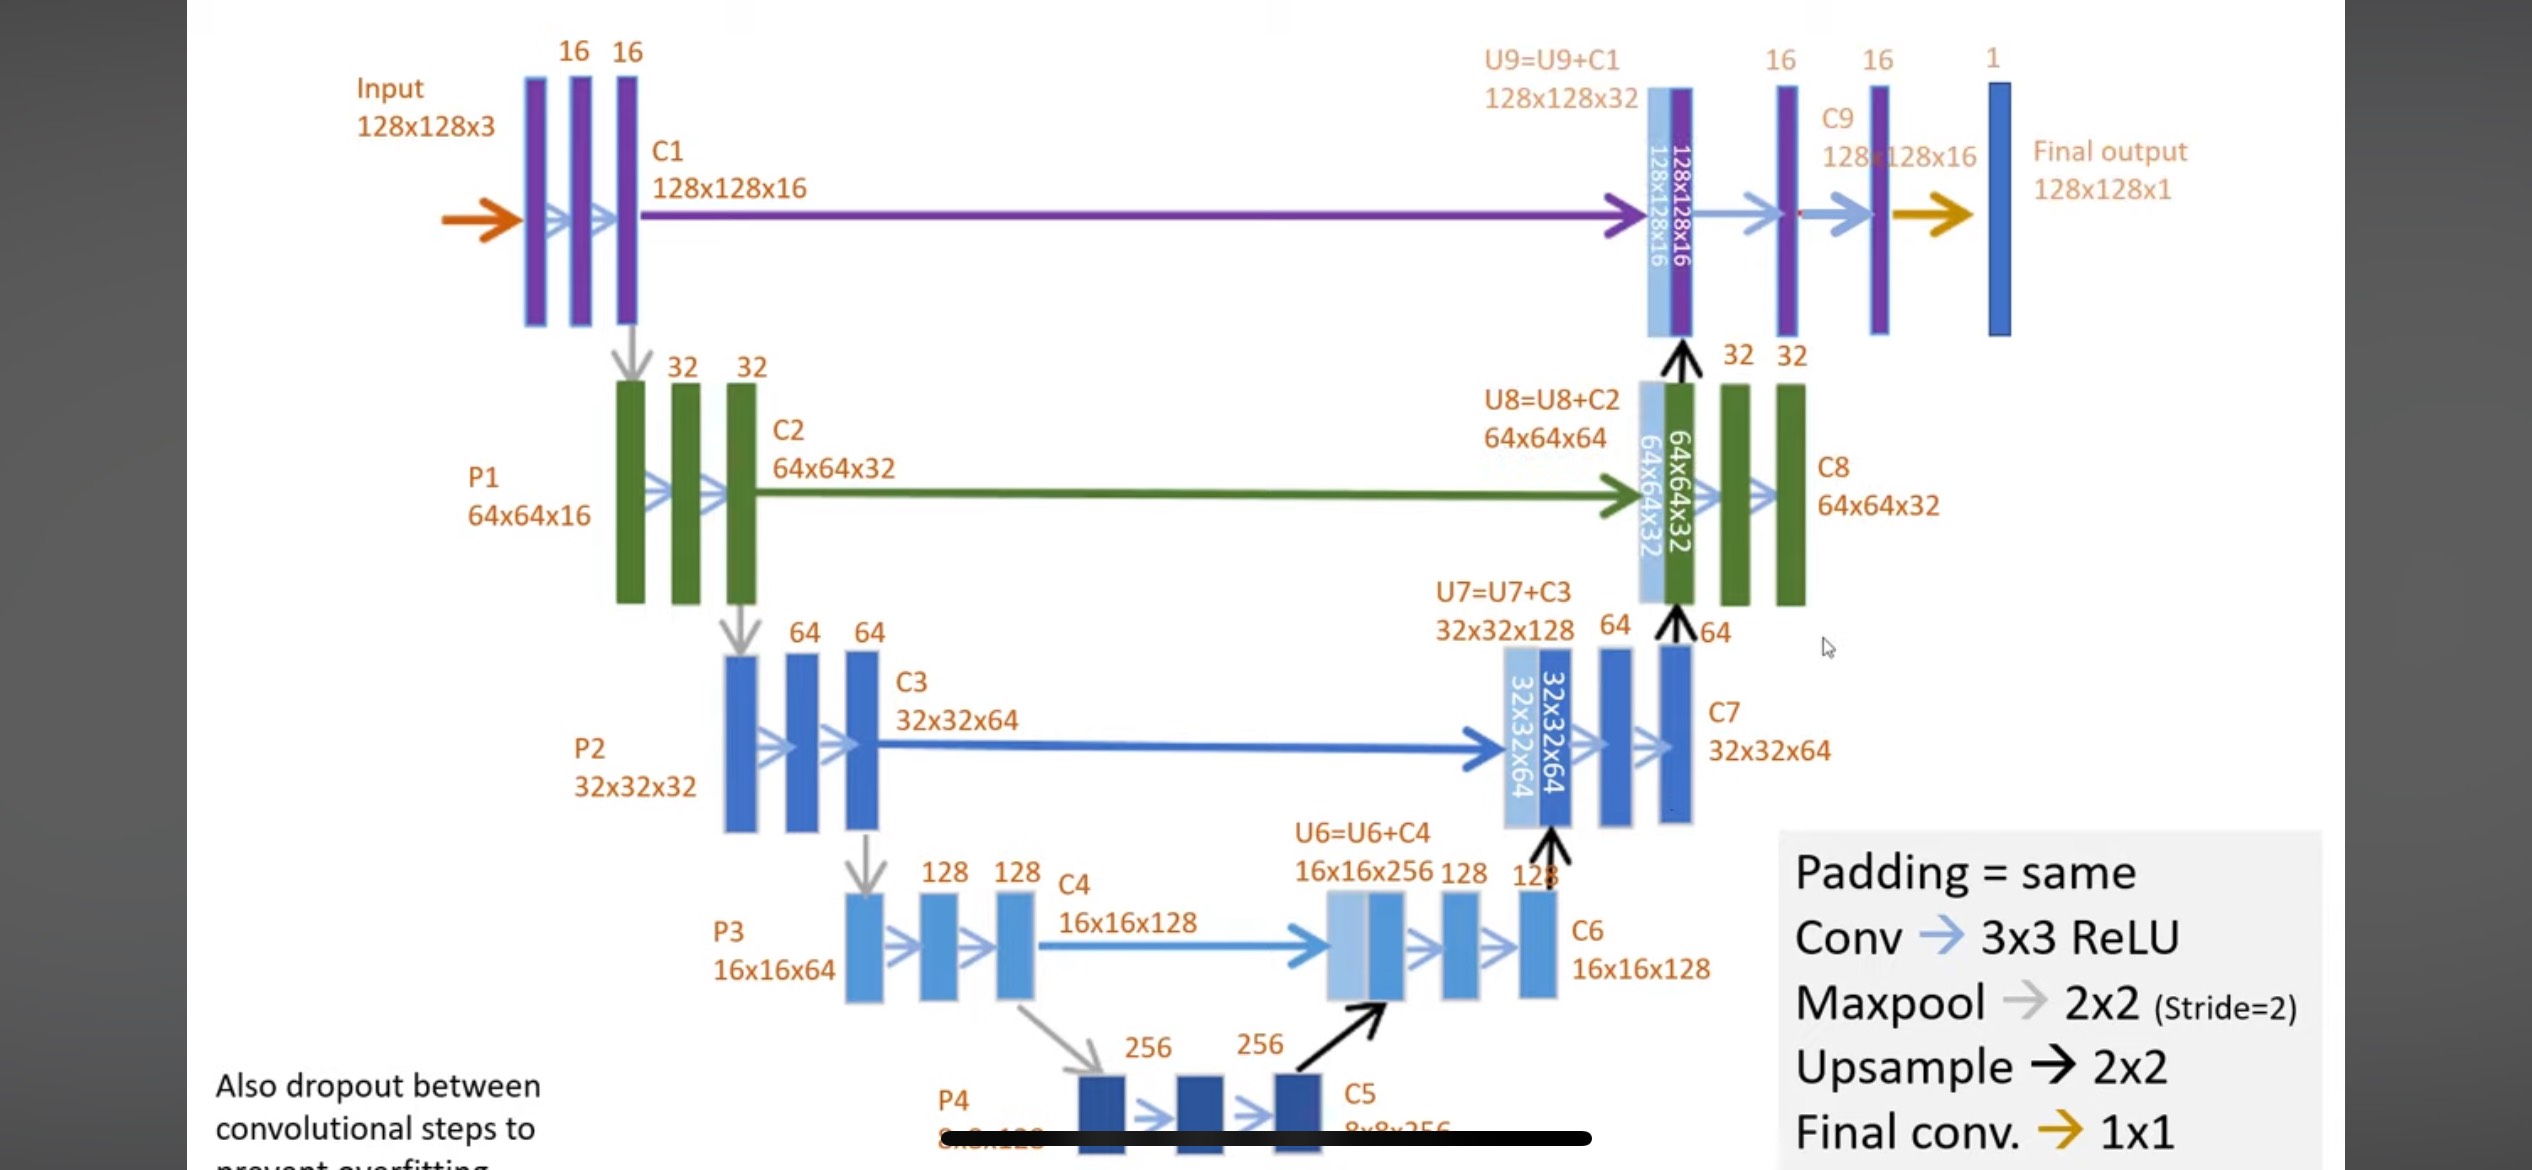 16 16
Input
128x128x3
C1
128x128x16
U9=U9+C1
128x128x32
128x128x16
128x128x16
16
16
1
C9
128x128x16
Final output
128x128x1
32
32
P1
64x64x16
C2
64x64x32
U8=U8+C2
64x64x64
64x64x32
64x64x32
32
32
C8
64x64x32
64
64
P2
32x32x32
C3
32x32x64
U7=U7+C3
32x32x128
32x32x64
32x32x64
64
64
C7
32x32x64
128
128
P3
16x16x64
C4
16x16x128
U6=U6+C4
16x16x256
128
128
C6
16x16x128
256
256
P4
8x8x128
C5
8x8x256
Also dropout between
convolutional steps to
prevent overfitting
Padding = same
Conv → 3x3 ReLU
Maxpool → 2x2 (Stride=2)
Upsample → 2x2
Final conv. → 1x1